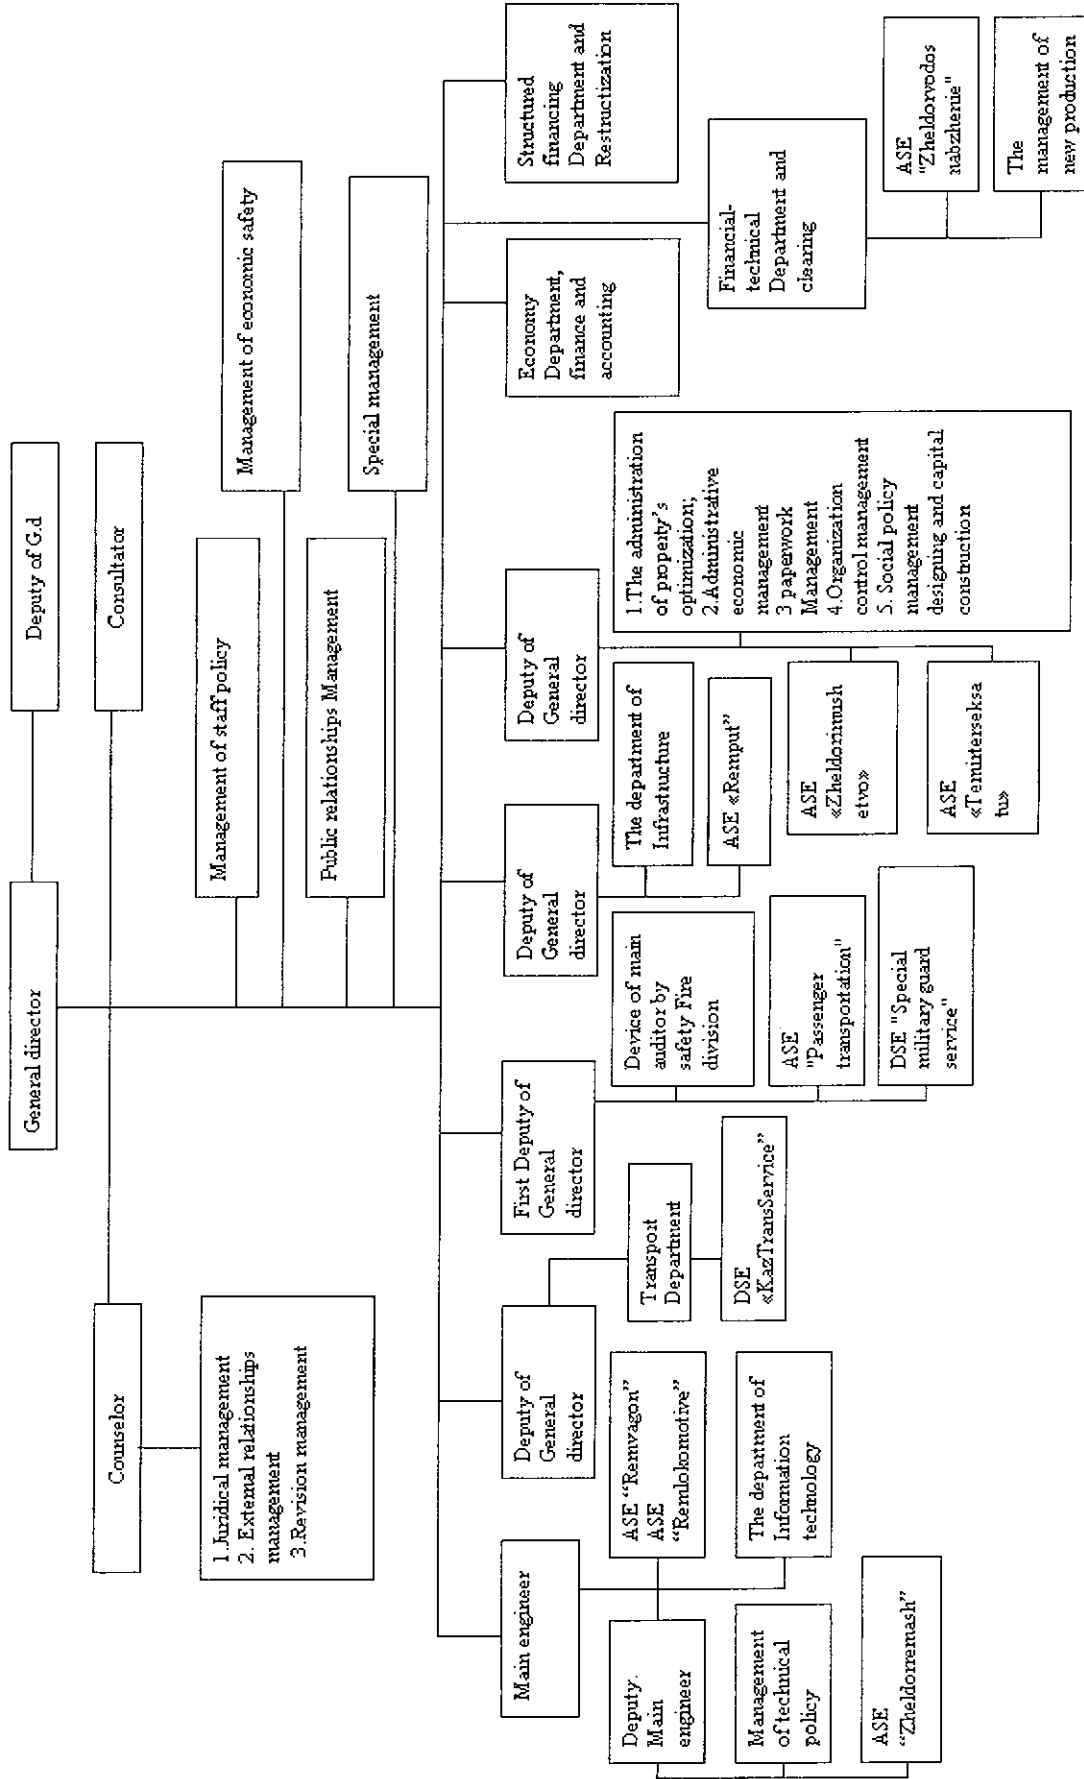 General director
Deputy of G.d
Counselor
Consultator
1.Juridical management
2. External relationships
management
3.Revision management
Management of staff policy
Management of economic safety
Public relationships Management
Special management
Main engineer
Deputy of
General
director
First Deputy of
General
director
Deputy of
General
director
Deputy of
General
director
Economy
Department,
finance and
accounting
Structured
financing
Department and
Restructization
Deputy.
Main
engineer
ASE “Remvagon”
ASE
“Remlokomotive”
Management
of technical
policy
The department of
Information
technology
ASE
“Zheldorremash”
Transport
Department
DSE
«KazTransService”
Device of main
auditor by
safety Fire
division
ASE
"Passenger
transportation"
DSE "Special
military guard
service"
The department of
Infrastructure
ASE «Remput”
1.The administration
of property’s
optimization;
2.Administrative
economic
management
3 paperwork
Management
4.Organization
control management
5. Social policy
management
designing and capital
construction
ASE
«Zheldorimush
etvo»
ASE
«Temirterseksa
tu»
Financial-
technical
Department and
clearing
ASE
"Zheldorvodos
nabzhenie"
The
management of
new production